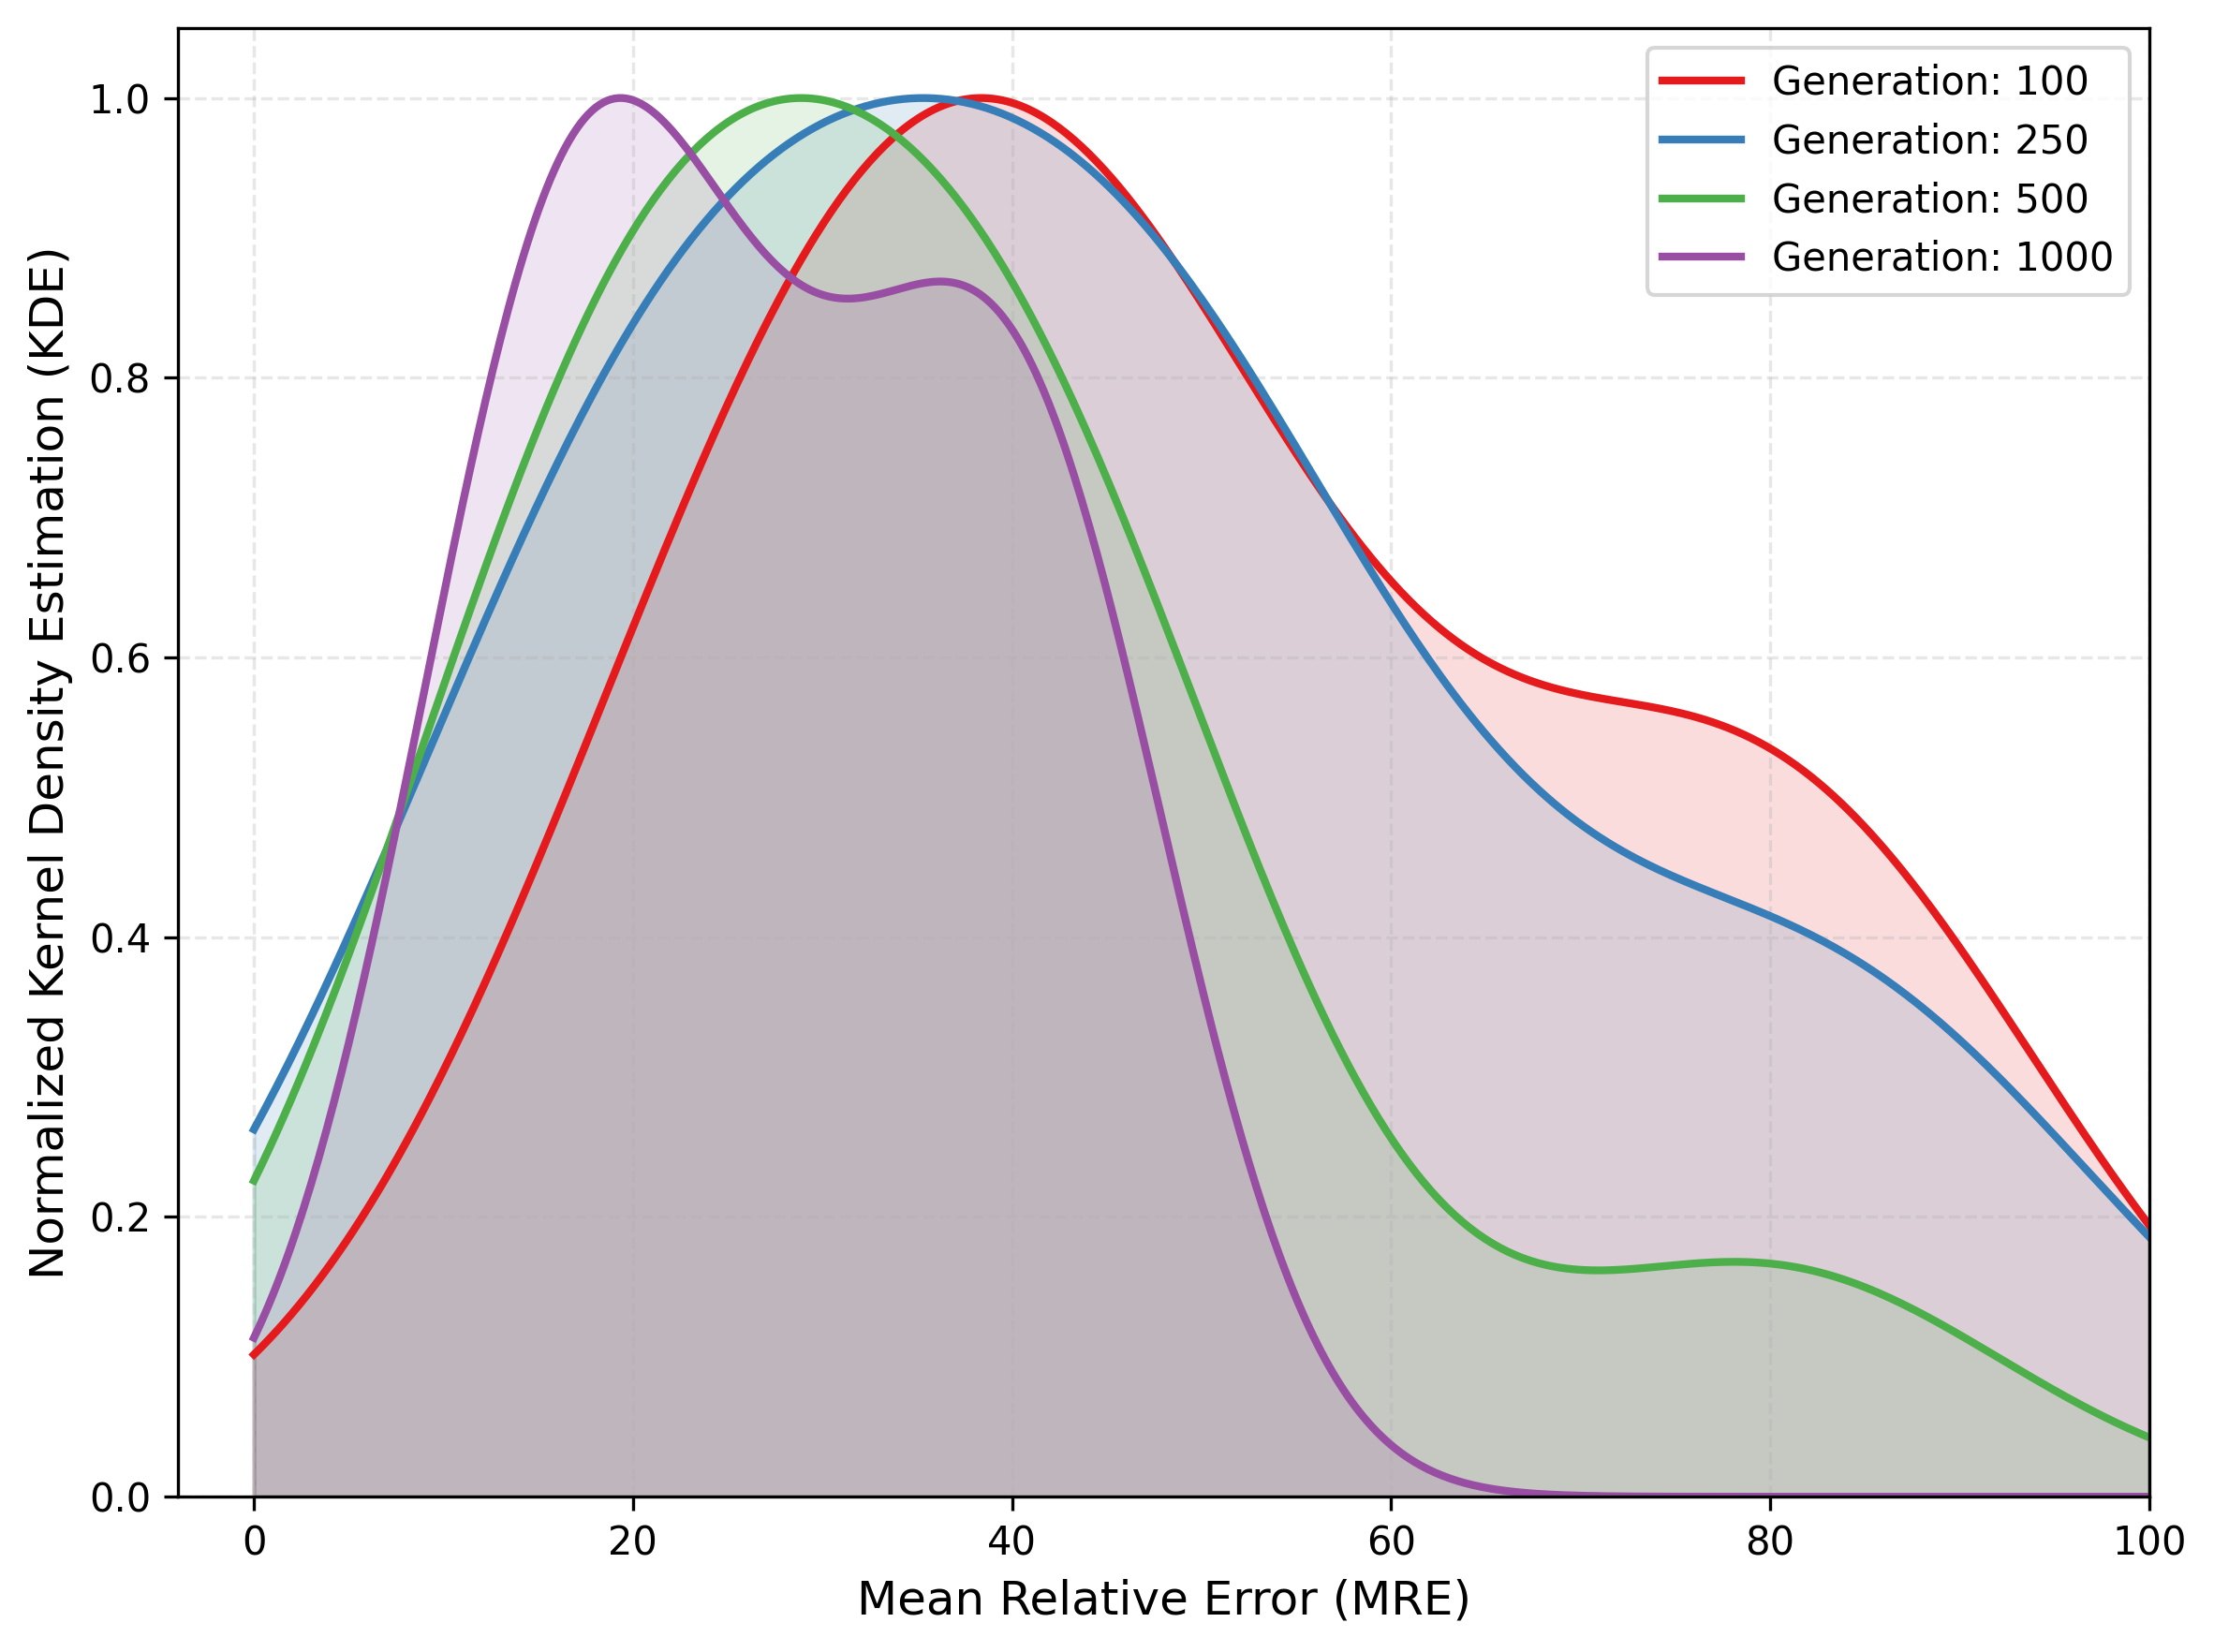 Generation: 100
Generation: 250
Generation: 500
Generation: 1000
Normalized Kernel Density Estimation (KDE)
1.0
0.8
0.6
0.4
0.2
0.0
0 20 40 60 80 100
Mean Relative Error (MRE)